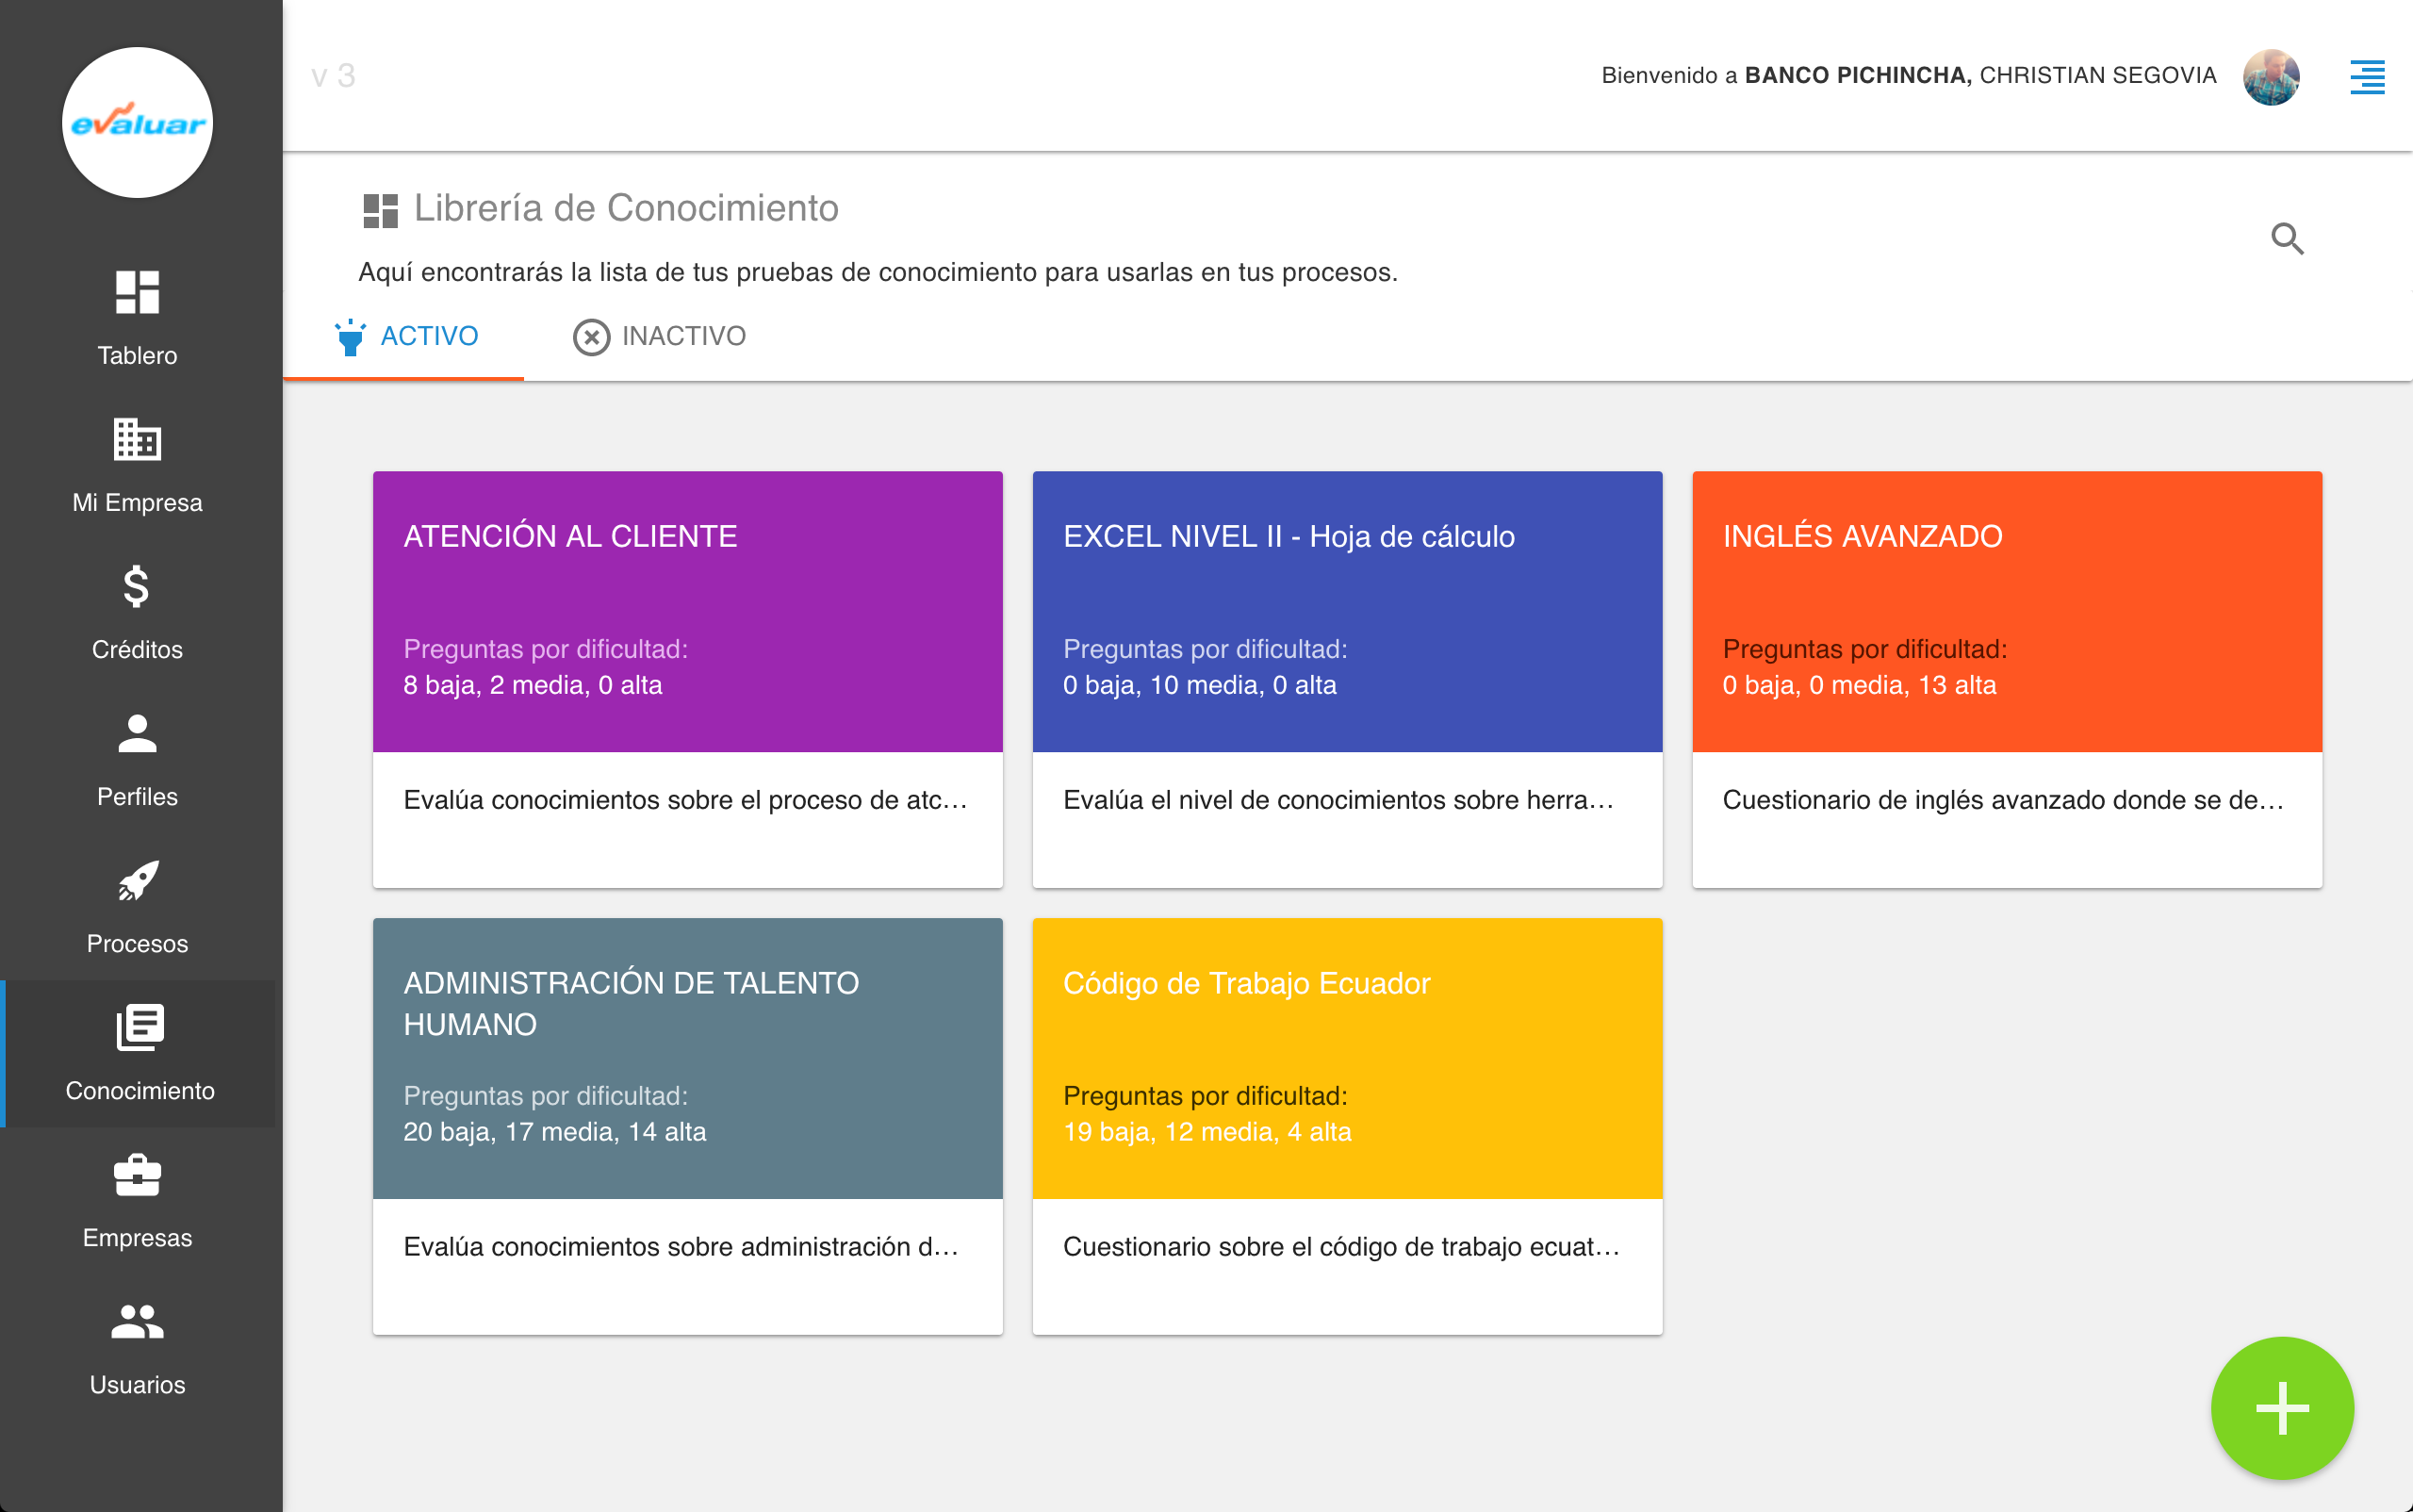 evaluar
v 3
Bienvenido a BANCO PICHINCHA, CHRISTIAN SEGOVIA
Librería de Conocimiento
Aquí encontrarás la lista de tus pruebas de conocimiento para usarlas en tus procesos.
ACTIVO
INACTIVO
Tablero
Mi Empresa
Créditos
Perfiles
Procesos
Conocimiento
Empresas
Usuarios
ATENCIÓN AL CLIENTE
Preguntas por dificultad:
8 baja, 2 media, 0 alta
Evalúa conocimientos sobre el proceso de atc...
EXCEL NIVEL II - Hoja de cálculo
Preguntas por dificultad:
0 baja, 10 media, 0 alta
Evalúa el nivel de conocimientos sobre herra...
INGLÉS AVANZADO
Preguntas por dificultad:
0 baja, 0 media, 13 alta
Cuestionario de inglés avanzado donde se de...
ADMINISTRACIÓN DE TALENTO
HUMANO
Preguntas por dificultad:
20 baja, 17 media, 14 alta
Evalúa conocimientos sobre administración d...
Código de Trabajo Ecuador
Preguntas por dificultad:
19 baja, 12 media, 4 alta
Cuestionario sobre el código de trabajo ecuat...